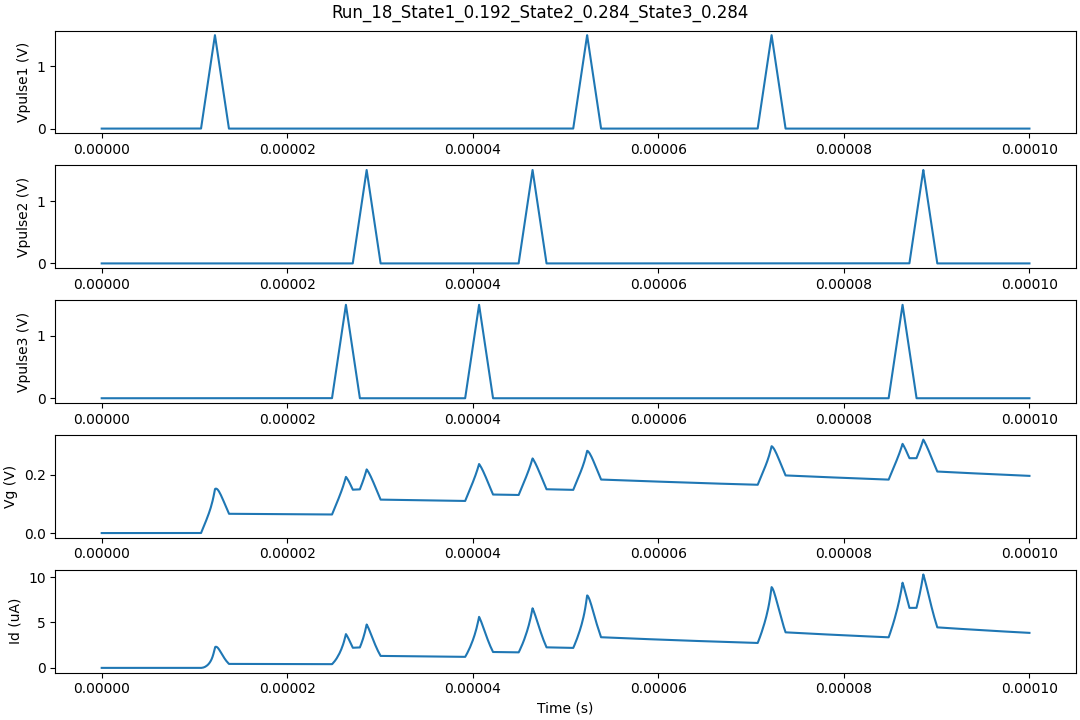 Run_18_State1_0.192_State2_0.284_State3_0.284
Vpulse1 (V)
1
0
0.00000 0.00002 0.00004 0.00006 0.00008 0.00010
Vpulse2 (V)
1
0
0.00000 0.00002 0.00004 0.00006 0.00008 0.00010
Vpulse3 (V)
1
0
0.00000 0.00002 0.00004 0.00006 0.00008 0.00010
Vg (V)
0.2
0.0
0.00000 0.00002 0.00004 0.00006 0.00008 0.00010
Id (uA)
10
5
0
0.00000 0.00002 0.00004 0.00006 0.00008 0.00010
Time (s)